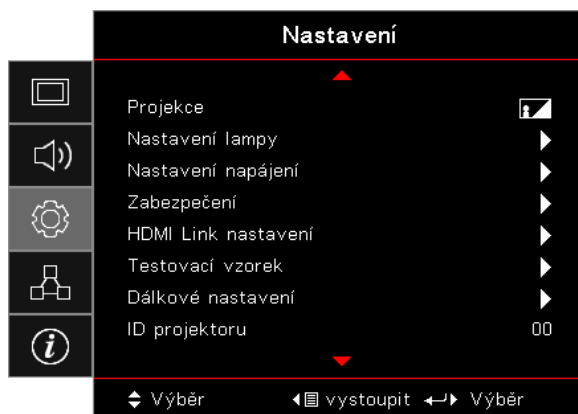 Nastavení
Projekce
Nastavení lampy
Nastavení napájení
Zabezpečení
HDMI Link nastavení
Testovací vzorek
Dálkové nastavení
ID projektoru 00
Výběr vystoupit Výběr